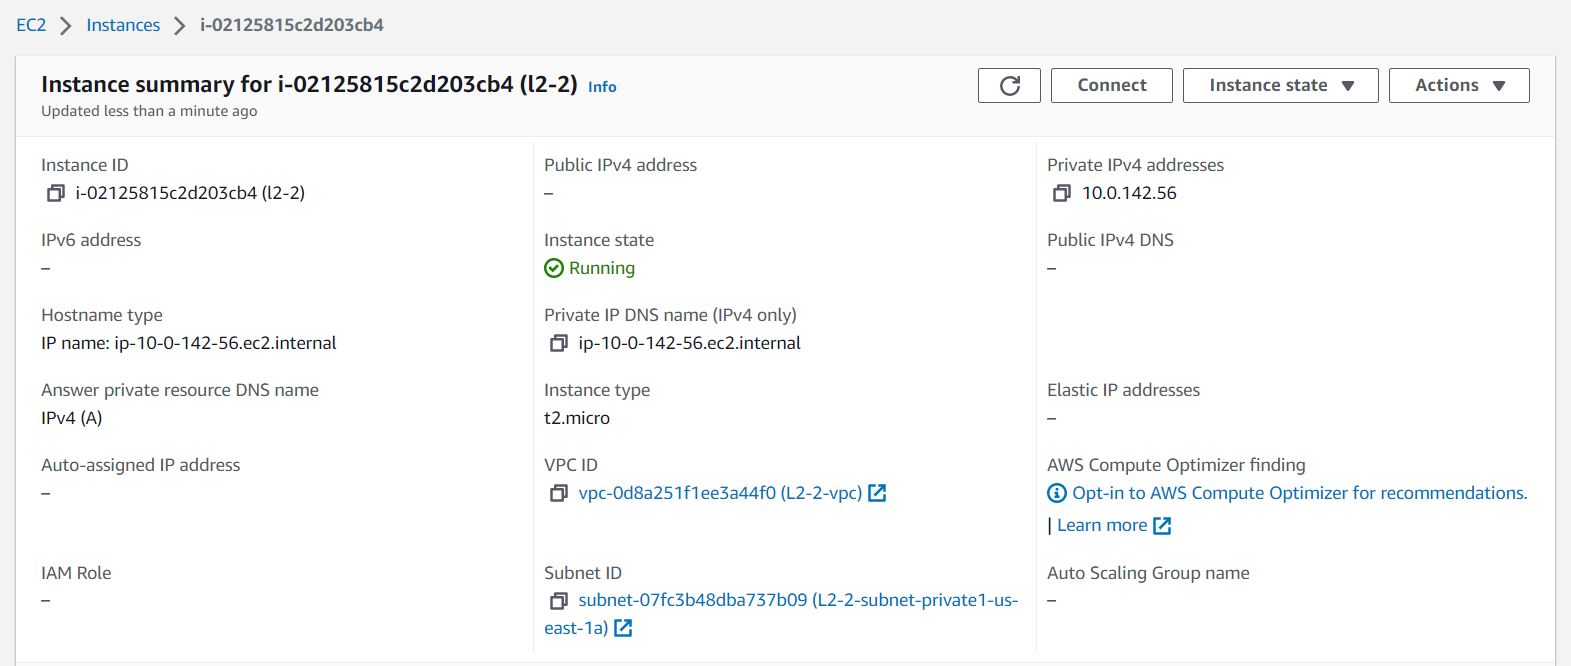 EC2 > Instances > i-02125815c2d203cb4
Instance summary for i-02125815c2d203cb4 (l2-2) Info
Updated less than a minute ago
Connect
Instance state
Actions
Instance ID
i-02125815c2d203cb4 (l2-2)
Public IPv4 address
–
Private IPv4 addresses
10.0.142.56
IPv6 address
–
Instance state
Running
Public IPv4 DNS
–
Hostname type
IP name: ip-10-0-142-56.ec2.internal
Private IP DNS name (IPv4 only)
ip-10-0-142-56.ec2.internal
Answer private resource DNS name
IPv4 (A)
Instance type
t2.micro
Elastic IP addresses
–
Auto-assigned IP address
–
VPC ID
vpc-0d8a251f1ee3a44f0 (L2-2-vpc)
AWS Compute Optimizer finding
Opt-in to AWS Compute Optimizer for recommendations.
| Learn more
IAM Role
–
Subnet ID
subnet-07fc3b48dba737b09 (L2-2-subnet-private1-us-
east-1a)
Auto Scaling Group name
–